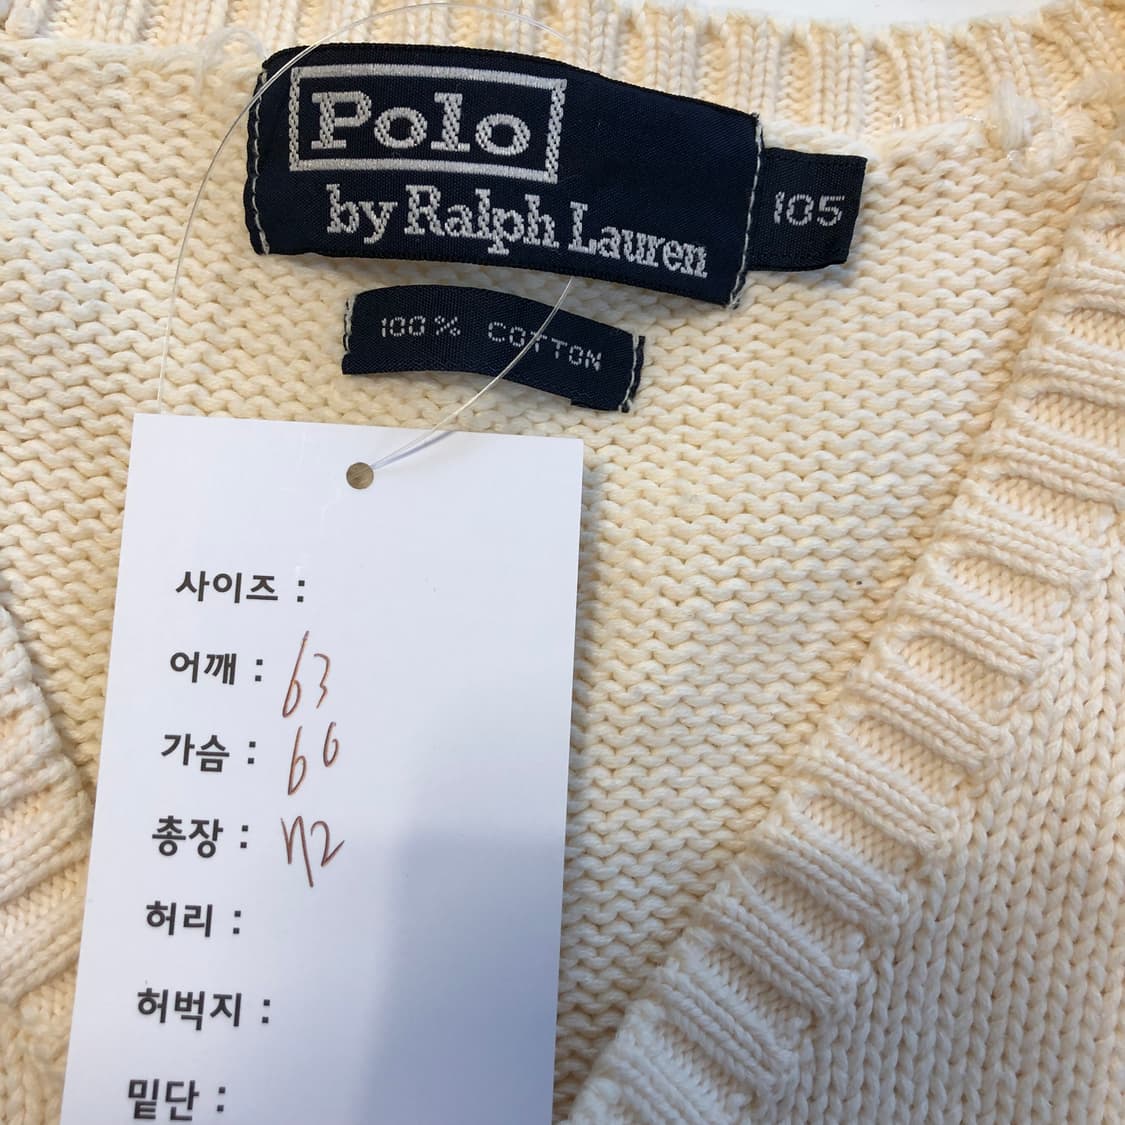 Polo
by Ralph Lauren
105
100% COTTON
사이즈 :
어깨 : 63
가슴 : 60
총장 : 72
허리 :
허벅지 :
밑단 :